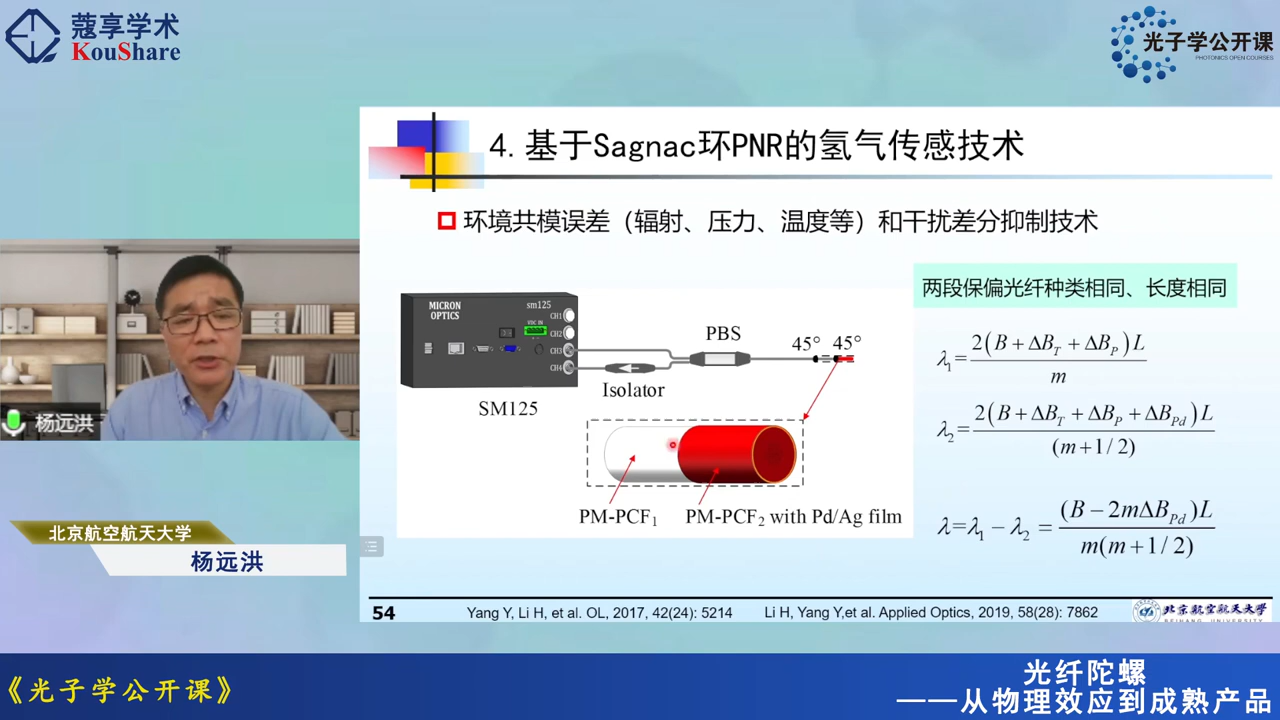 蔻享学术
KouShare
光子学公开课
PHOTONICS OPEN COURSES
4. 基于Sagnac环PNR的氢气传感技术
环境共模误差（辐射、压力、温度等）和干扰差分抑制技术
两段保偏光纤种类相同、长度相同
MICRON OPTICS
sm125
CH1
CH2
CH3
CH4
Isolator
PBS
45° 45°
SM125
PM-PCF₁
PM-PCF₂ with Pd/Ag film
λ₁=2(B+ΔB_T+ΔB_P)L/m
λ₂=2(B+ΔB_T+ΔB_P+ΔB_Pd)L/(m+1/2)
λ=λ₁−λ₂=(B−2mΔB_Pd)L/m(m+1/2)
54
Yang Y, Li H, et al. OL, 2017, 42(24): 5214
Li H, Yang Y,et al. Applied Optics, 2019, 58(28): 7862
北京航空航天大学
BEIHANG UNIVERSITY
杨远洪
北京航空航天大学
杨远洪
《光子学公开课》
光纤陀螺
——从物理效应到成熟产品